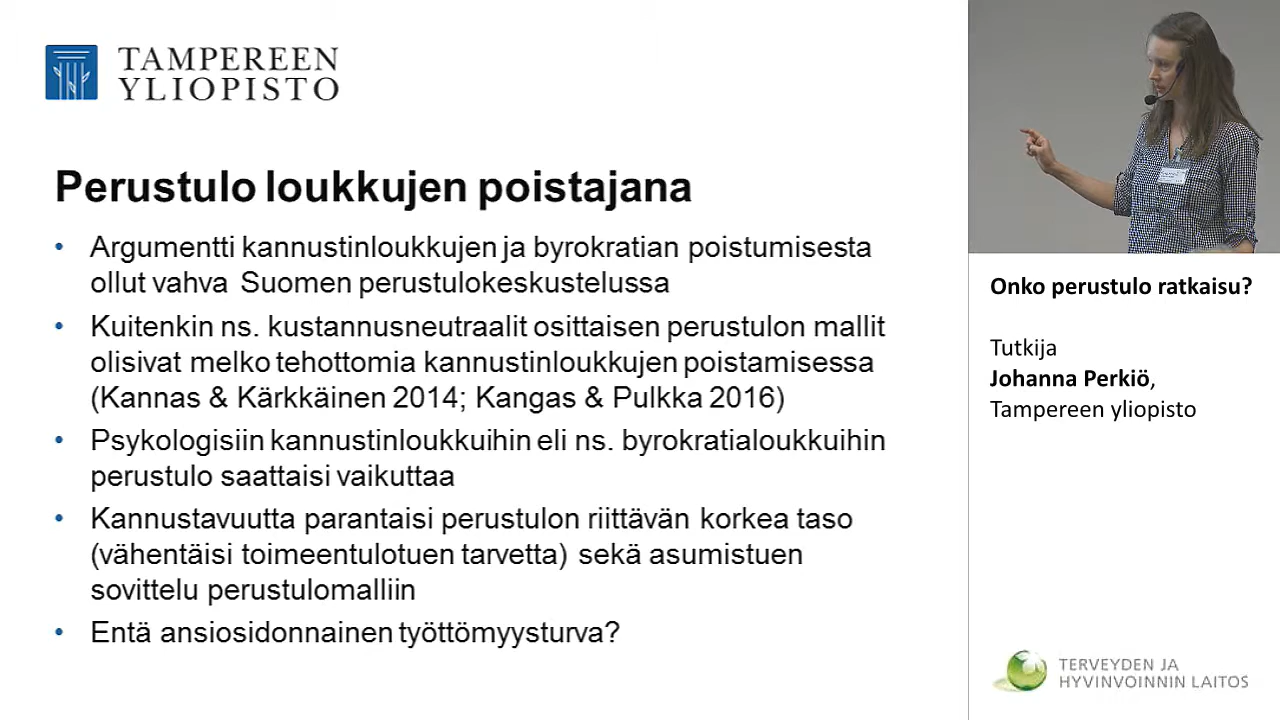 TAMPEREEN
YLIOPISTO
Perustulo loukkujen poistajana
• Argumentti kannustinloukkujen ja byrokratian poistumisesta
ollut vahva Suomen perustulokeskustelussa
• Kuitenkin ns. kustannusneutraalit osittaisen perustulon mallit
olisivat melko tehottomia kannustinloukkujen poistamisessa
(Kannas & Kärkkäinen 2014; Kangas & Pulkka 2016)
• Psykologisiin kannustinloukkuihin eli ns. byrokratialoukkuihin
perustulo saattaisi vaikuttaa
• Kannustavuutta parantaisi perustulon riittävän korkea taso
(vähentäisi toimeentulotuen tarvetta) sekä asumistuen
sovittelu perustulomalliin
• Entä ansiosidonnainen työttömyysturva?
Onko perustulo ratkaisu?
Tutkija
Johanna Perkiö,
Tampereen yliopisto
TERVEYDEN JA
HYVINVOINNIN LAITOS